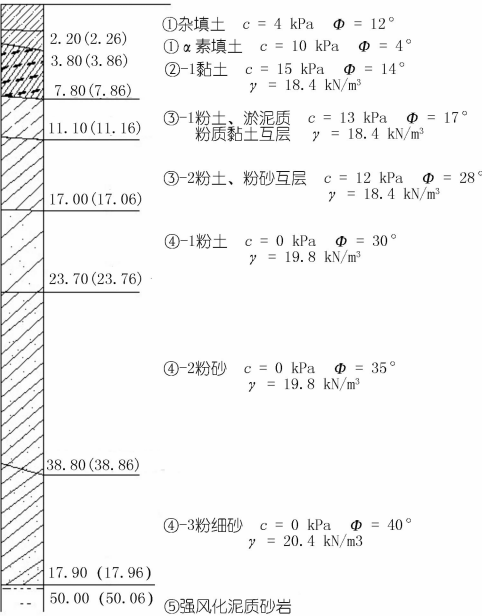 ①杂填土 c = 4 kPa Φ = 12°
2.20(2.26)
①α素填土 c = 10 kPa Φ = 4°
3.80(3.86)
②-1黏土 c = 15 kPa Φ = 14°
γ = 18.4 kN/m³
7.80(7.86)
③-1粉土、淤泥质 c = 13 kPa Φ = 17°
粉质黏土互层 γ = 18.4 kN/m³
11.10(11.16)
③-2粉土、粉砂互层 c = 12 kPa Φ = 28°
γ = 18.4 kN/m³
17.00(17.06)
④-1粉土 c = 0 kPa Φ = 30°
γ = 19.8 kN/m³
23.70(23.76)
④-2粉砂 c = 0 kPa Φ = 35°
γ = 19.8 kN/m³
38.80(38.86)
④-3粉细砂 c = 0 kPa Φ = 40°
γ = 20.4 kN/m3
17.90 (17.96)
50.00 (50.06)
⑤强风化泥质砂岩